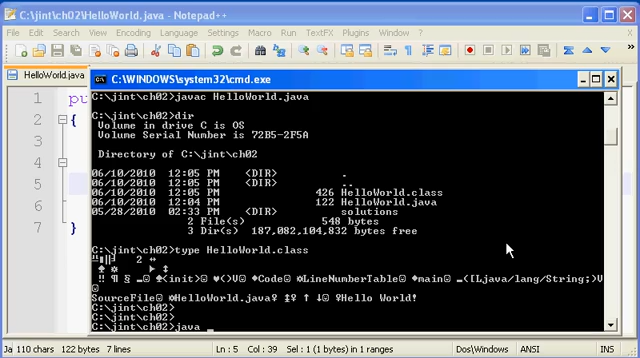 C:\jint\ch02\HelloWorld.java - Notepad++
File Edit Search View Encoding Language Settings Macro Run TextFX Plugins Window ?
HelloWorld.java
C:\WINDOWS\system32\cmd.exe
1 pu
2 {
3
4
5
6
7 }
C:\jint\ch02>javac HelloWorld.java
C:\jint\ch02>dir
Volume in drive C is OS
Volume Serial Number is 72B5-2F5A
Directory of C:\jint\ch02
06/10/2010 12:05 PM <DIR> .
06/10/2010 12:05 PM <DIR> ..
06/10/2010 12:05 PM 426 HelloWorld.class
06/10/2010 12:04 PM 122 HelloWorld.java
05/28/2010 02:33 PM <DIR> solutions
2 File(s) 548 bytes
3 Dir(s) 187,082,104,832 bytes free
C:\jint\ch02>type HelloWorld.class
<init> ()V Code LineNumberTable main ([Ljava/lang/String;)V
SourceFile HelloWorld.java Hello World!
C:\jint\ch02>
C:\jint\ch02>
C:\jint\ch02>java _
Ja 110 chars 122 bytes 7 lines Ln : 5 Col : 39 Sel : 1 (1 bytes) in 1 ranges Dos\Windows ANSI INS